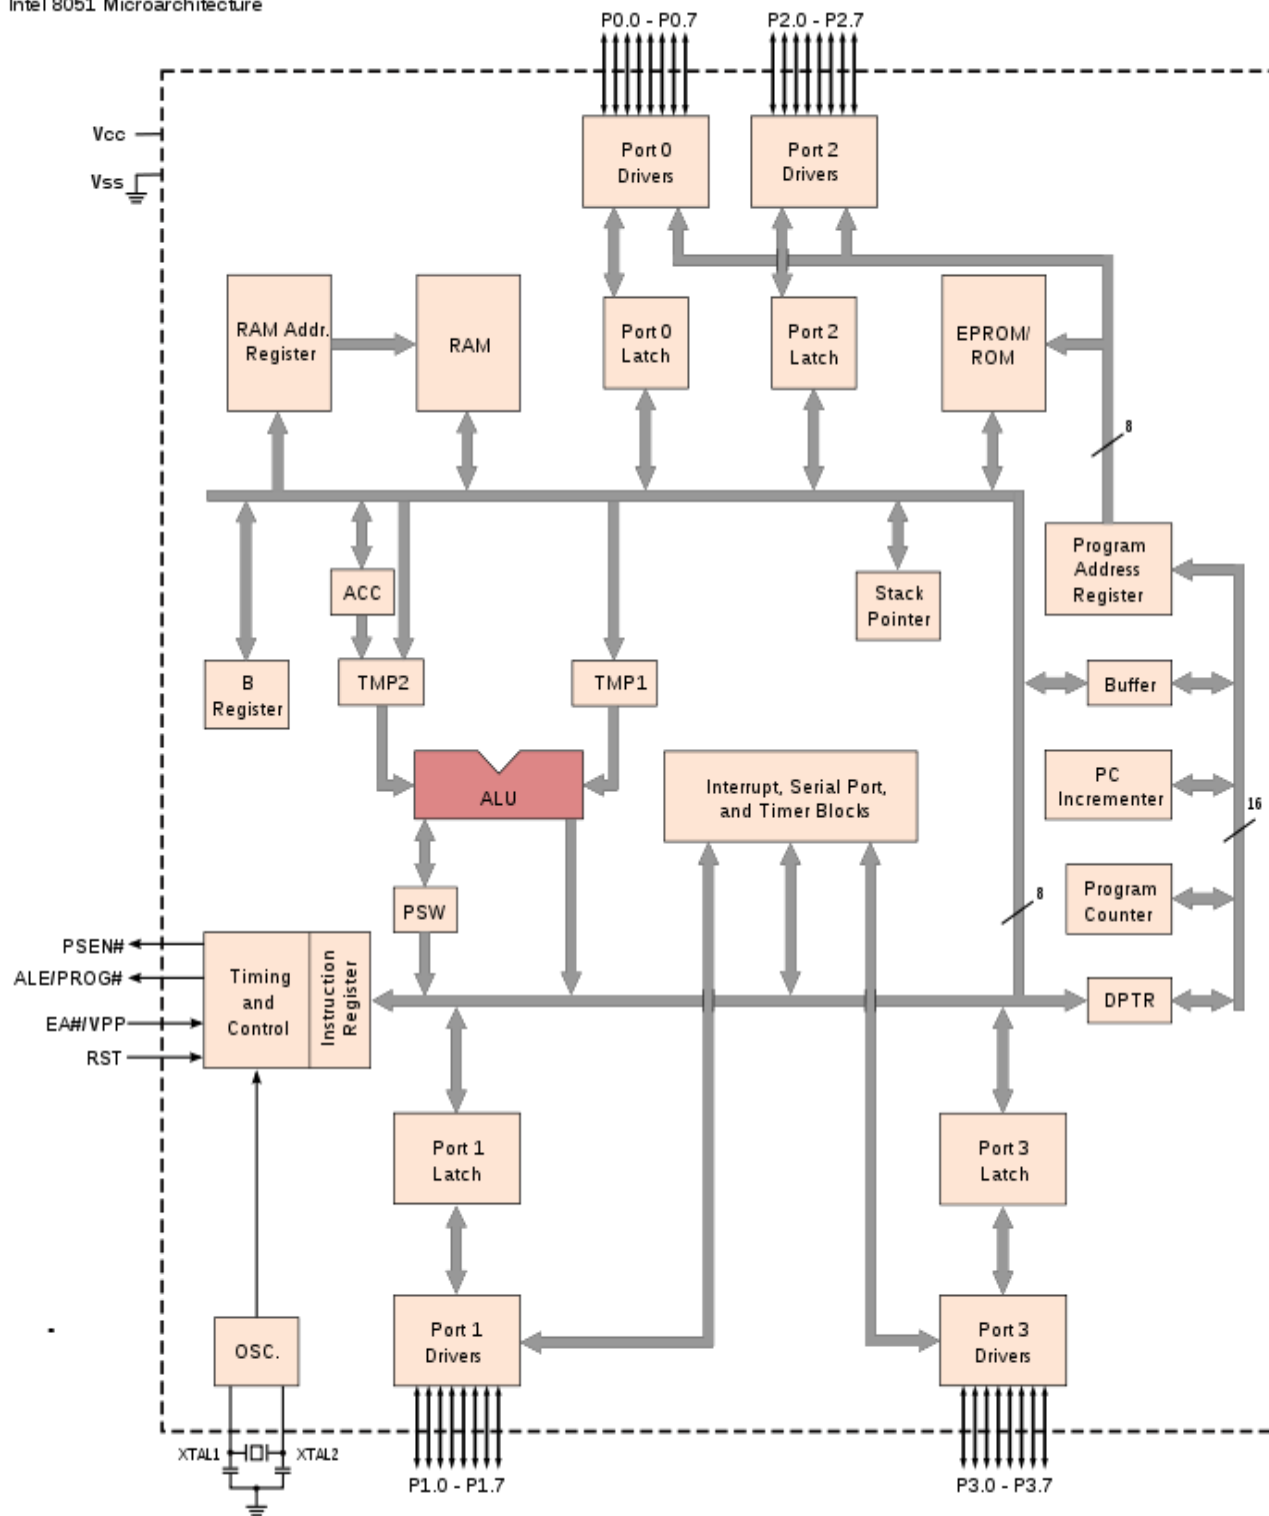 Intel 8051 Microarchitecture
P0.0 - P0.7
P2.0 - P2.7
Vcc
Vss
Port 0
Drivers
Port 2
Drivers
RAM Addr.
Register
RAM
Port 0
Latch
Port 2
Latch
EPROM/
ROM
8
Program
Address
Register
ACC
Stack
Pointer
B
Register
TMP2
TMP1
Buffer
ALU
Interrupt, Serial Port,
and Timer Blocks
PC
Incrementer
16
PSW
8
Program
Counter
PSEN#
ALE/PROG#
EA#/VPP
RST
Timing
and
Control
Instruction
Register
DPTR
Port 1
Latch
Port 3
Latch
OSC.
Port 1
Drivers
Port 3
Drivers
XTAL1
XTAL2
P1.0 - P1.7
P3.0 - P3.7